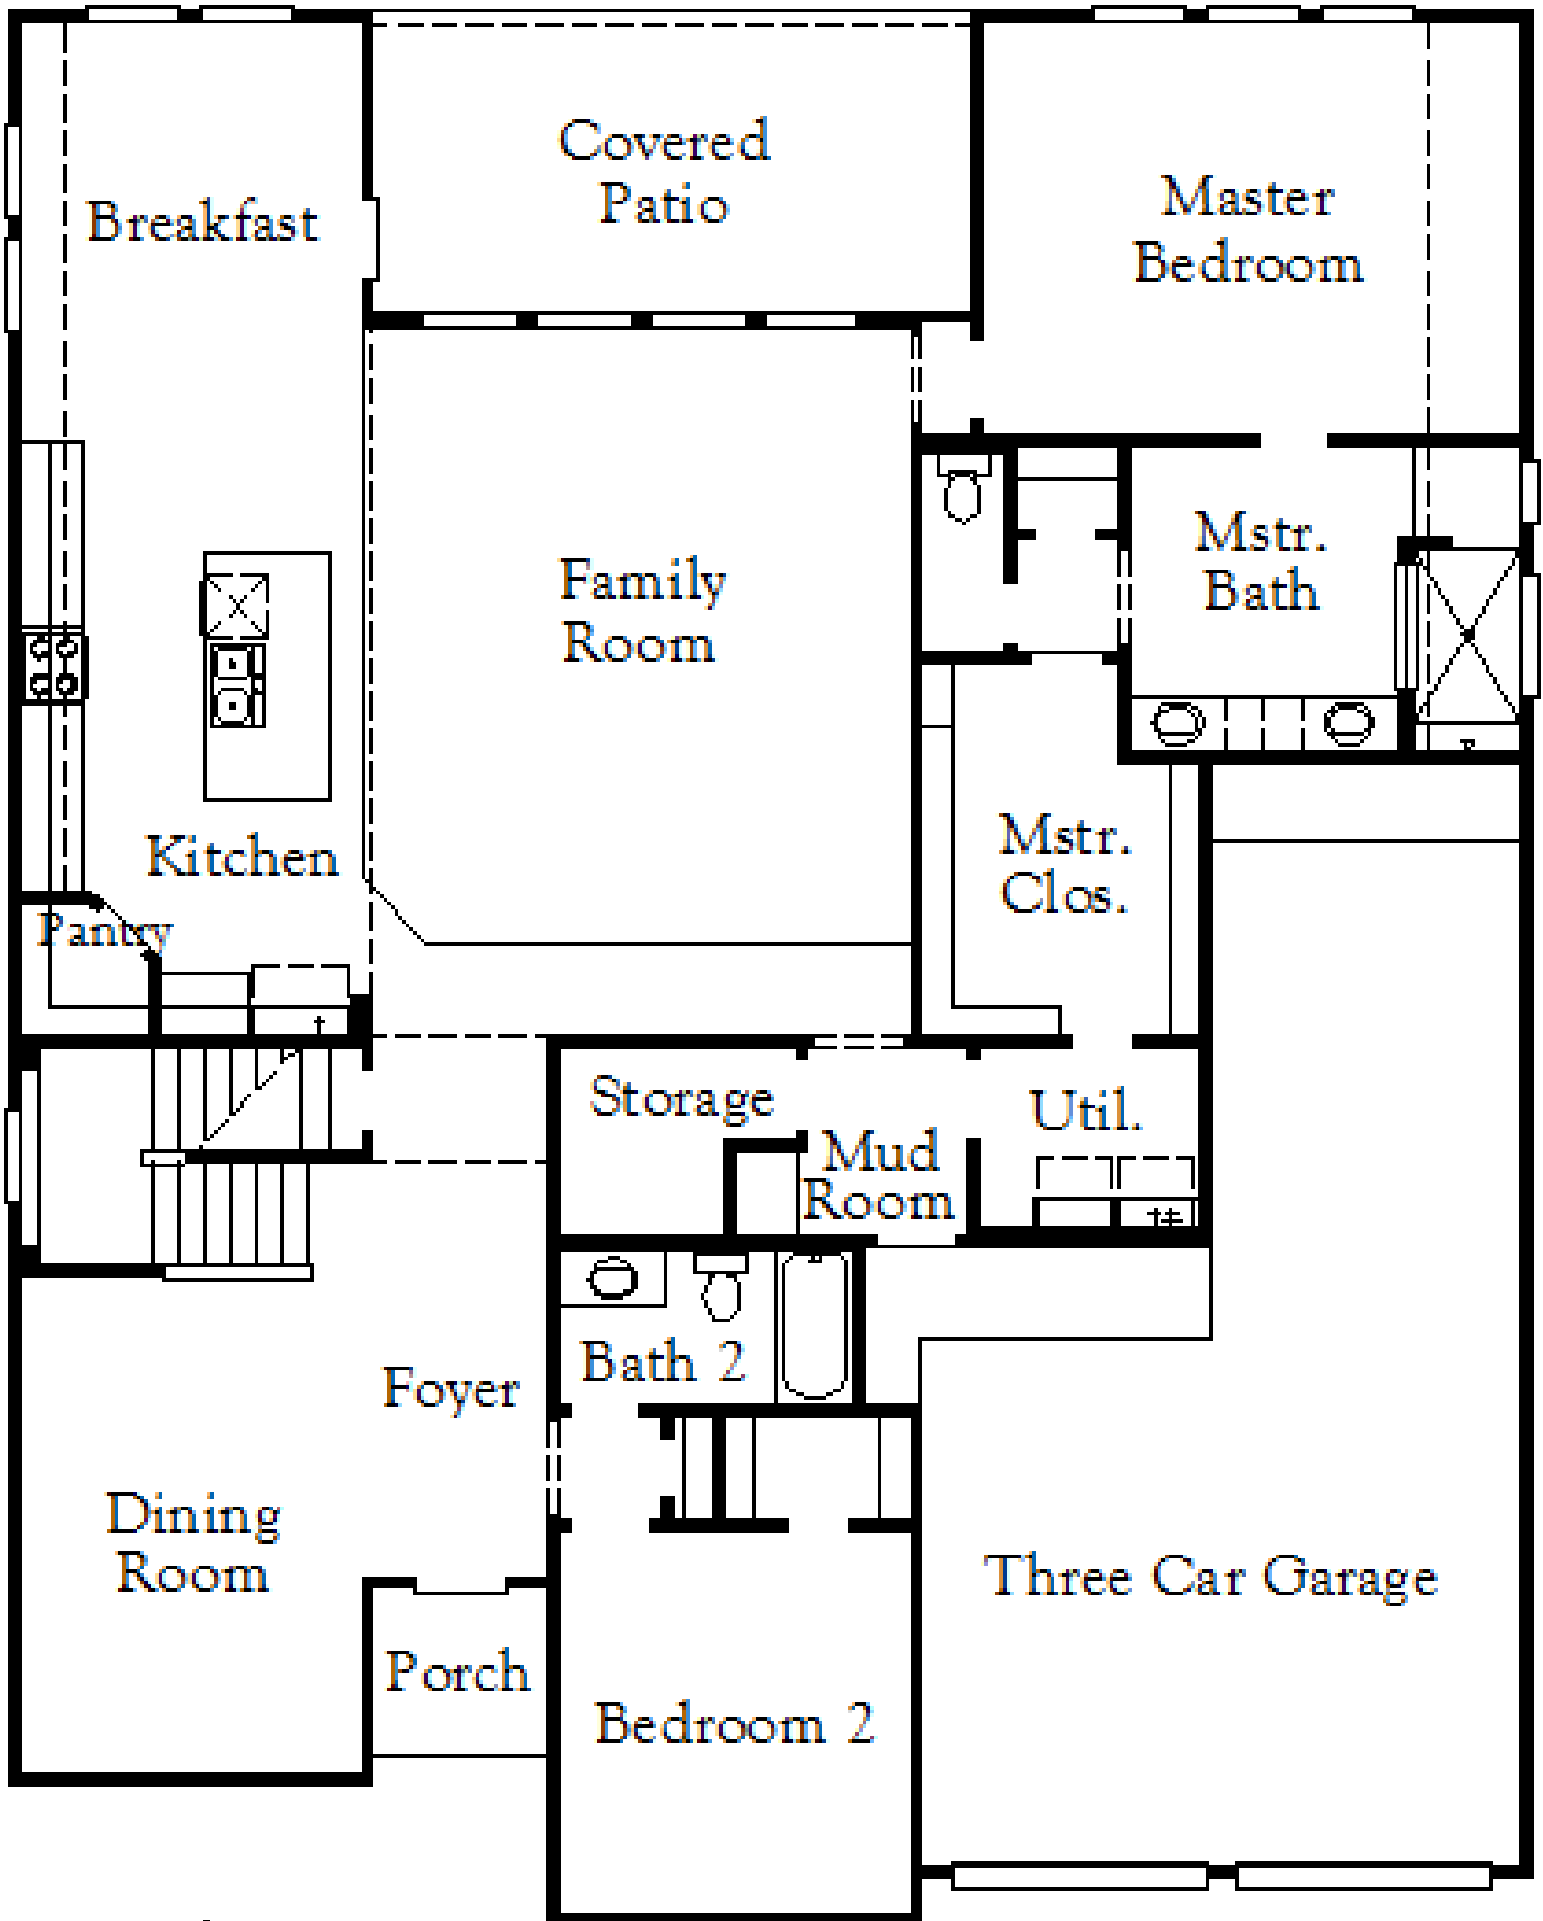 Covered
Patio
Master
Bedroom
Breakfast
Mstr.
Bath
Family
Room
Kitchen
Mstr.
Clos.
Pantry
Storage
Util.
Mud
Room
Bath 2
Foyer
Dining
Room
Three Car Garage
Porch
Bedroom 2